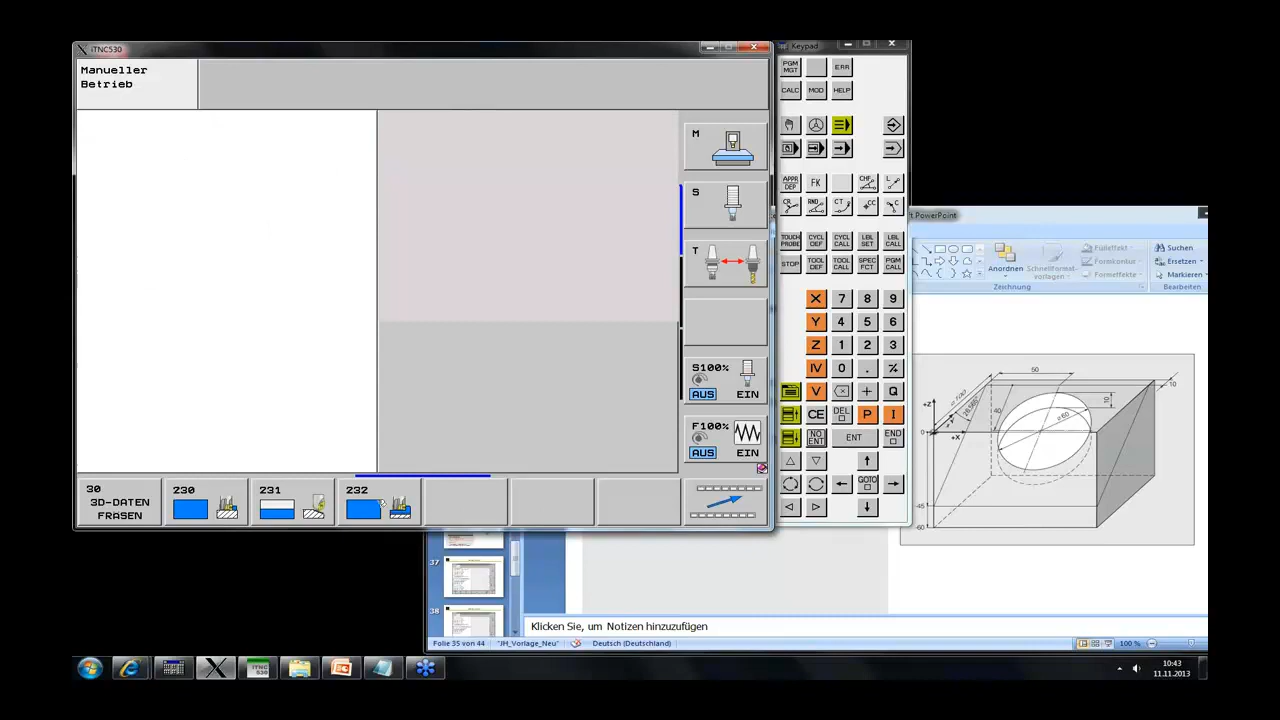 iTNC530
Keypad
Manueller
Betrieb
PGM
MGT
ERR
CALC
MOD
HELP
APPR
DEP
FK
CHF
L
CR
RND
CT
CC
C
TOUCH
PROBE
CYCL
DEF
CYCL
CALL
LBL
SET
LBL
CALL
STOP
TOOL
DEF
TOOL
CALL
SPEC
FCT
PGM
CALL
X
7
8
9
Y
4
5
6
Z
1
2
3
IV
0
.
V
+
Q
CE
DEL
P
I
NO
ENT
ENT
END
GOTO
M
S
T
S100%
AUS
EIN
F100%
AUS
EIN
30
3D-DATEN
FRASEN
230
231
232
t PowerPoint
Anordnen
Schnellformat-
vorlagen
Fülleffekt
Formkontur
Formeffekte
Zeichnung
Suchen
Ersetzen
Markieren
Bearbeiten
50
10
10
40
+Z
+X
0
-45
-60
37
38
Klicken Sie, um Notizen hinzuzufügen
Folie 35 von 44
"JH_Vorlage_Neu"
Deutsch (Deutschland)
100 %
iTNC
530
10:43
11.11.2013